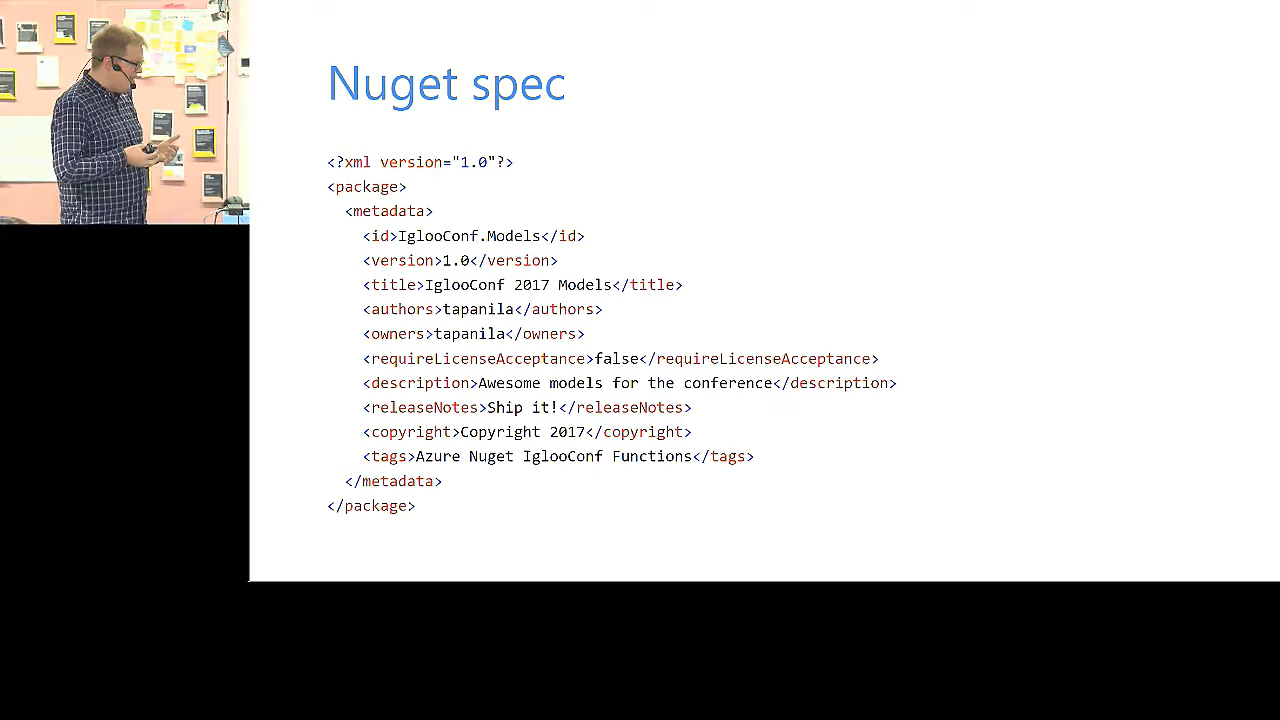 Nuget spec
<?xml version="1.0"?>
<package>
<metadata>
<id>IglooConf.Models</id>
<version>1.0</version>
<title>IglooConf 2017 Models</title>
<authors>tapanila</authors>
<owners>tapanila</owners>
<requireLicenseAcceptance>false</requireLicenseAcceptance>
<description>Awesome models for the conference</description>
<releaseNotes>Ship it!</releaseNotes>
<copyright>Copyright 2017</copyright>
<tags>Azure Nuget IglooConf Functions</tags>
</metadata>
</package>